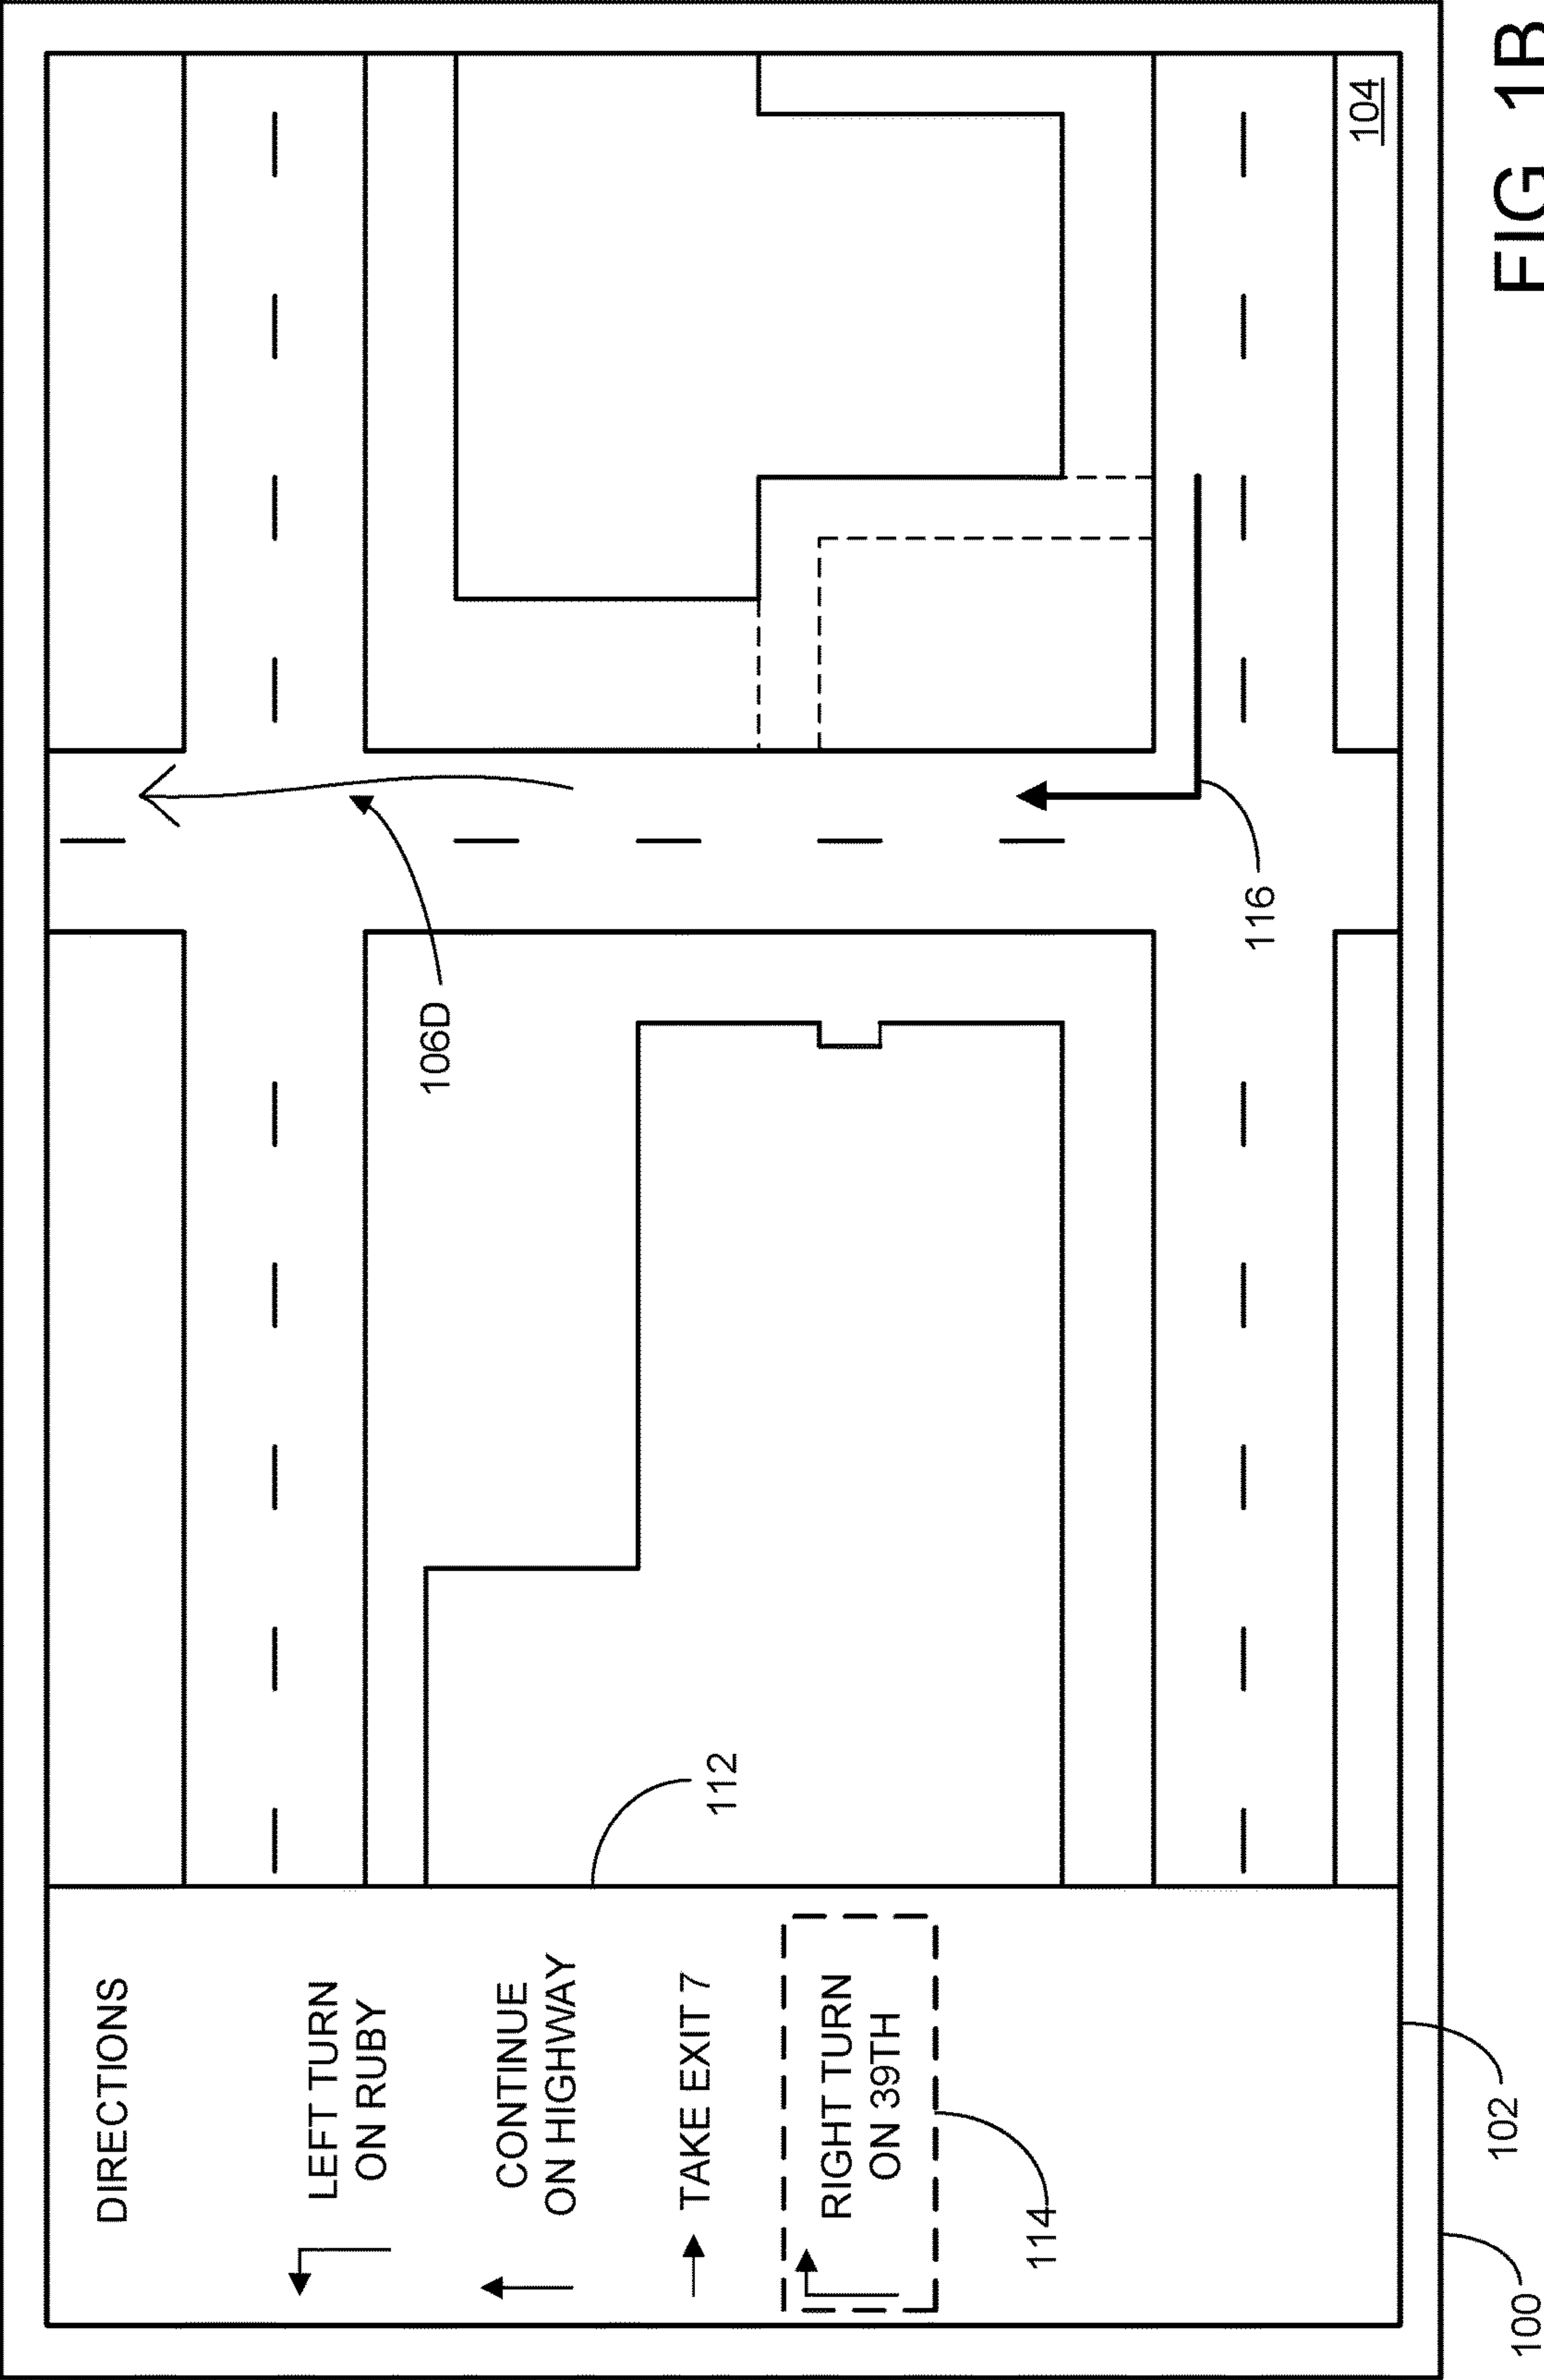 DIRECTIONS
LEFT TURN
ON RUBY
CONTINUE
ON HIGHWAY
TAKE EXIT 7
RIGHT TURN
ON 39TH
114
112
106D
116
104
102
100
FIG. 1B